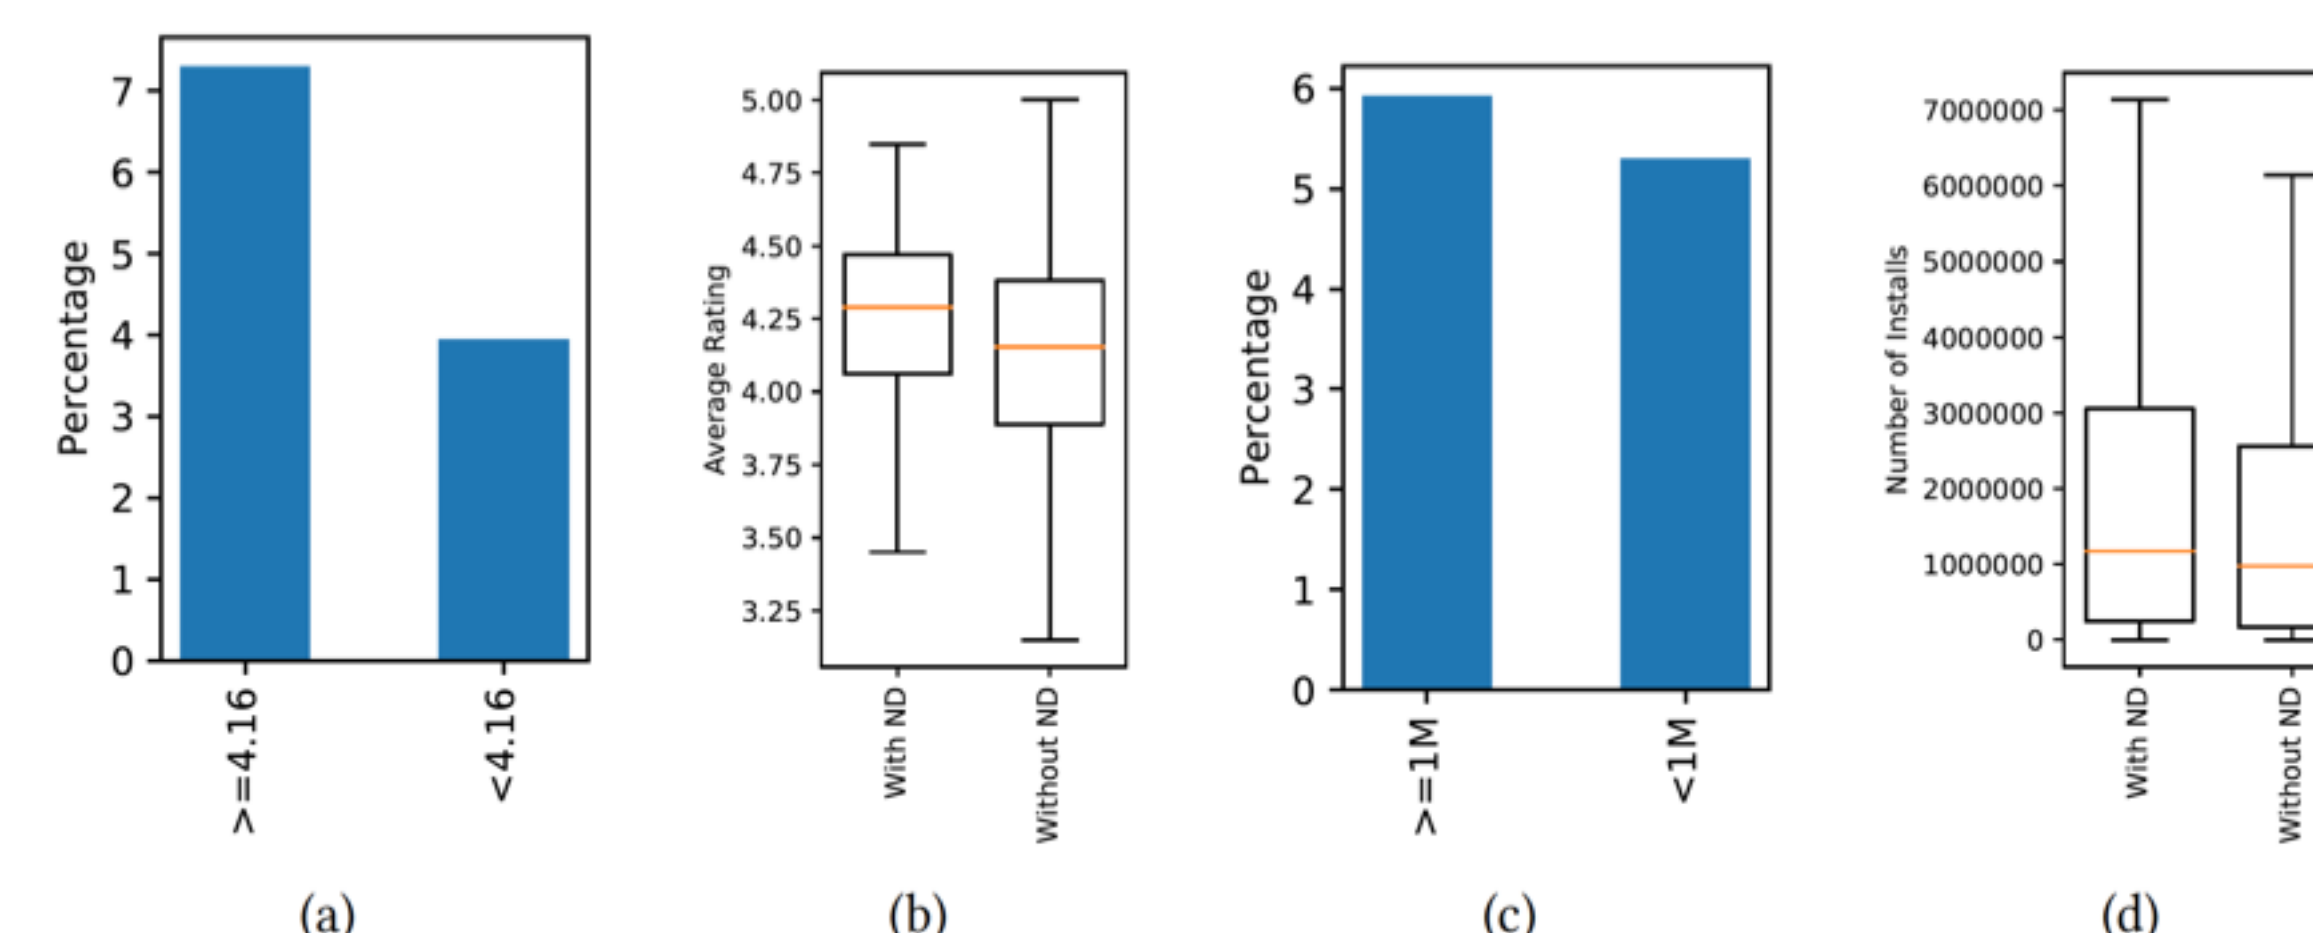 Percentage
7
6
5
4
3
2
1
0
>=4.16
<4.16
(a)
Average Rating
5.00
4.75
4.50
4.25
4.00
3.75
3.50
3.25
With ND
Without ND
(b)
Percentage
6
5
4
3
2
1
0
>=1M
<1M
(c)
Number of Installs
7000000
6000000
5000000
4000000
3000000
2000000
1000000
0
With ND
Without ND
(d)